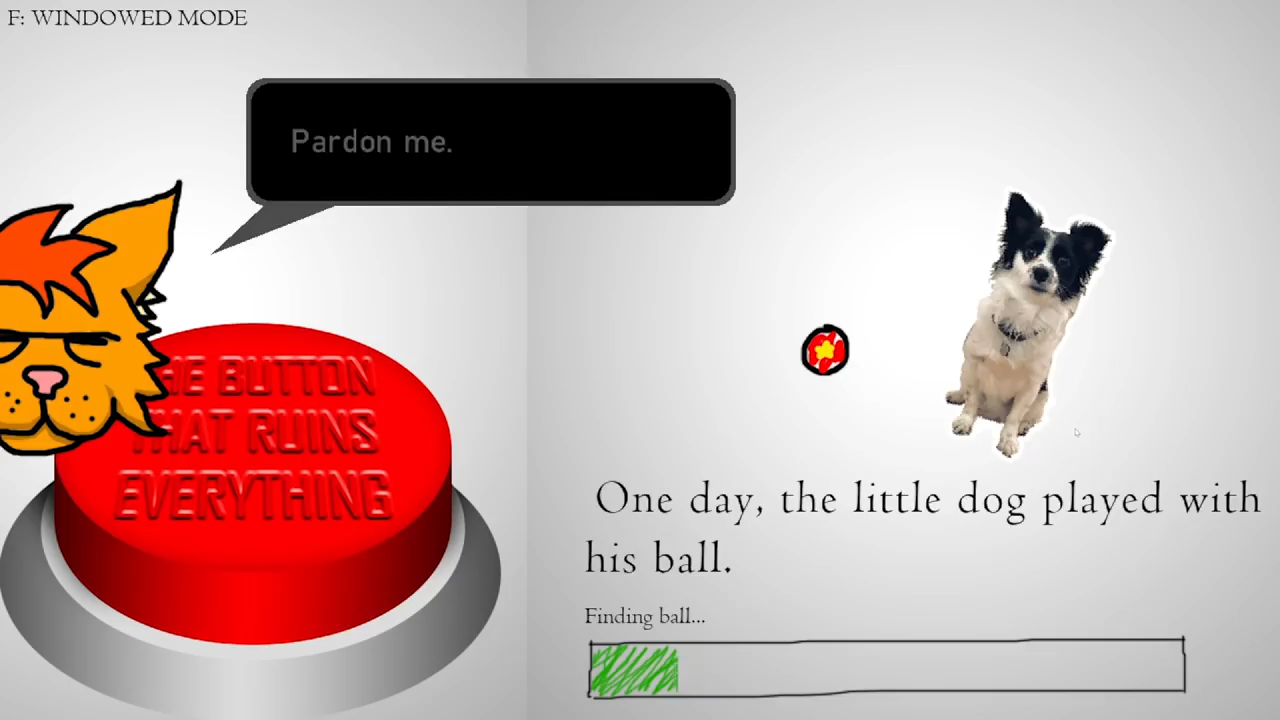 F: WINDOWED MODE
Pardon me.
HE BUTTON
THAT RUINS
EVERYTHING
One day, the little dog played with
his ball.
Finding ball...